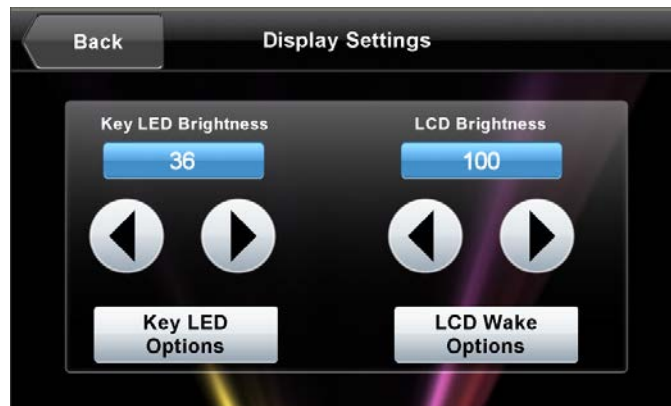 Back
Display Settings
Key LED Brightness
LCD Brightness
36
100
Key LED
Options
LCD Wake
Options